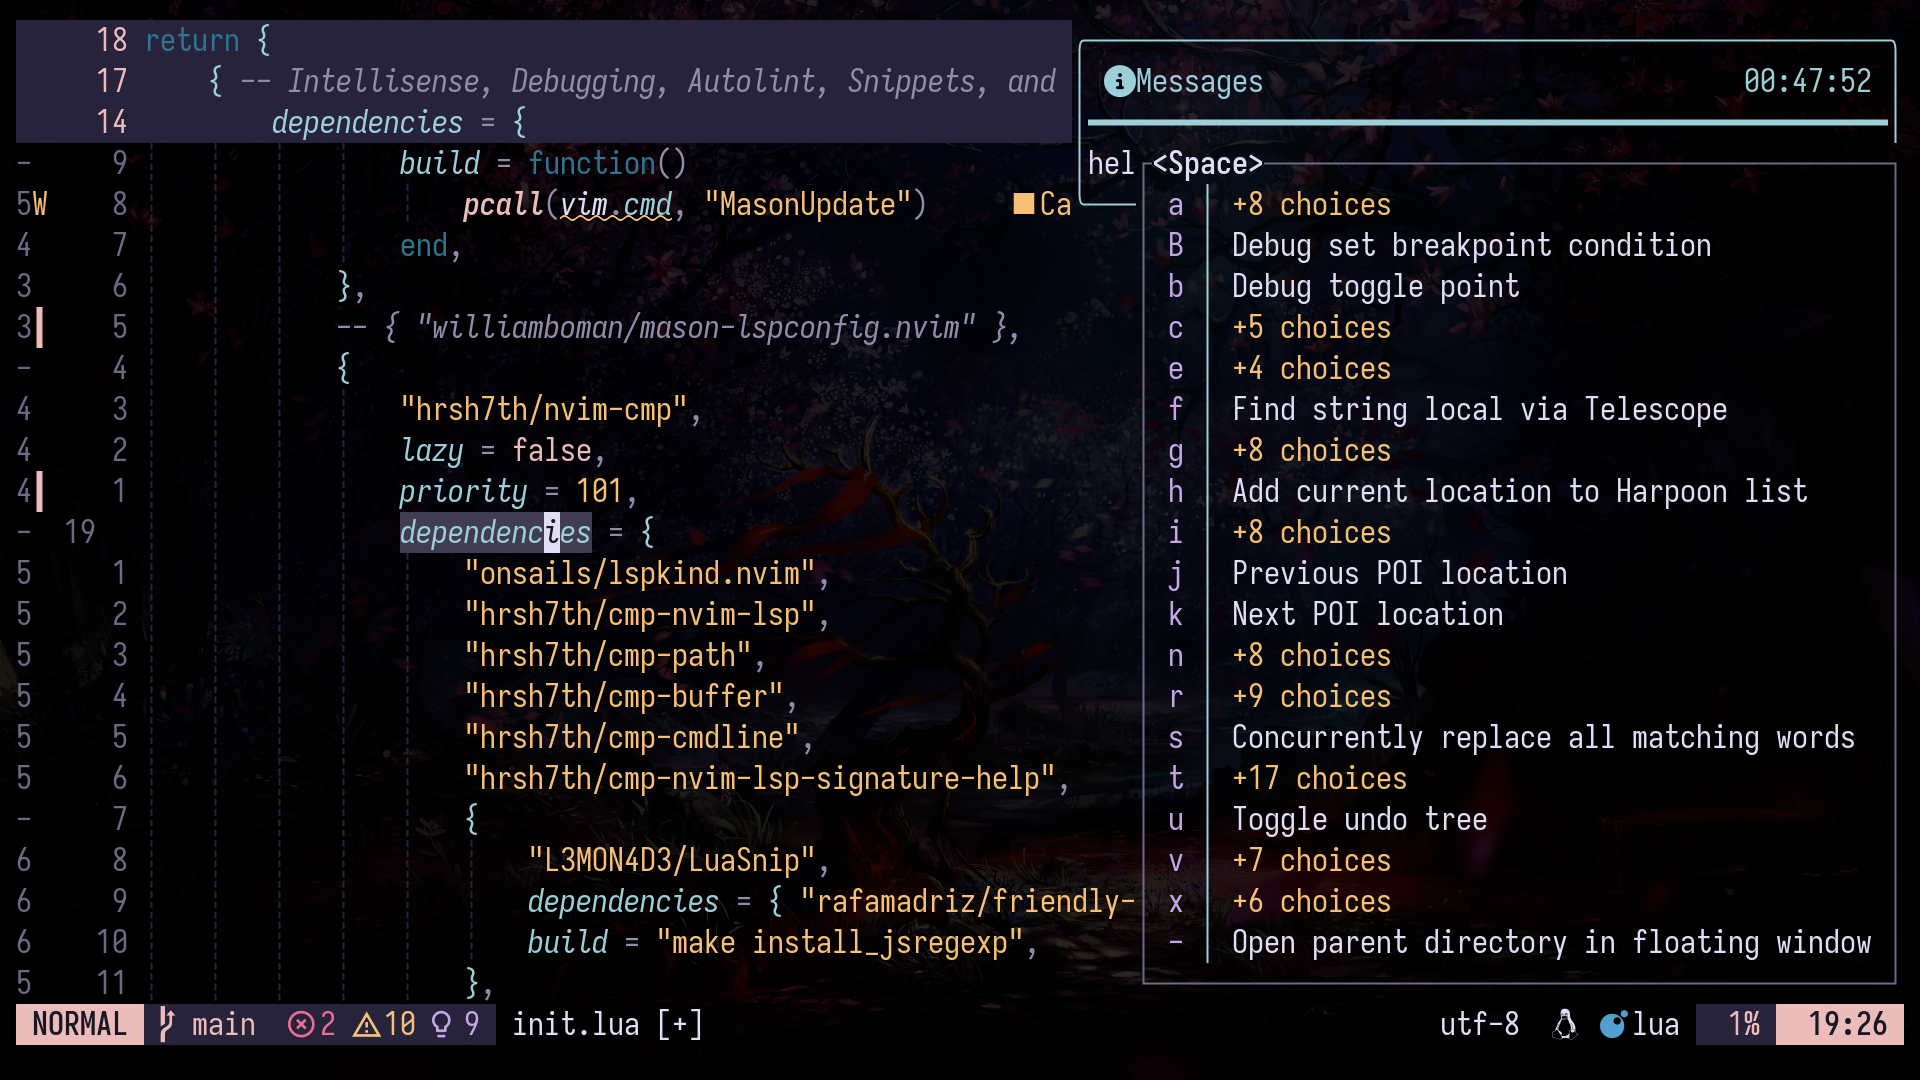 18 return {
17 { -- Intellisense, Debugging, Autolint, Snippets, and
14 dependencies = {
- 9 build = function()
5W 8 pcall(vim.cmd, "MasonUpdate") Ca
4 7 end,
3 6 },
3 5 -- { "williamboman/mason-lspconfig.nvim" },
- 4 {
4 3 "hrsh7th/nvim-cmp",
4 2 lazy = false,
4 1 priority = 101,
- 19 dependencies = {
5 1 "onsails/lspkind.nvim",
5 2 "hrsh7th/cmp-nvim-lsp",
5 3 "hrsh7th/cmp-path",
5 4 "hrsh7th/cmp-buffer",
5 5 "hrsh7th/cmp-cmdline",
5 6 "hrsh7th/cmp-nvim-lsp-signature-help",
- 7 {
6 8 "L3MON4D3/LuaSnip",
6 9 dependencies = { "rafamadriz/friendly-
6 10 build = "make install_jsregexp",
5 11 },
Messages 00:47:52
hel
<Space>
a +8 choices
B Debug set breakpoint condition
b Debug toggle point
c +5 choices
e +4 choices
f Find string local via Telescope
g +8 choices
h Add current location to Harpoon list
i +8 choices
j Previous POI location
k Next POI location
n +8 choices
r +9 choices
s Concurrently replace all matching words
t +17 choices
u Toggle undo tree
v +7 choices
x +6 choices
- Open parent directory in floating window
NORMAL main 2 10 9 init.lua [+] utf-8 lua 1% 19:26